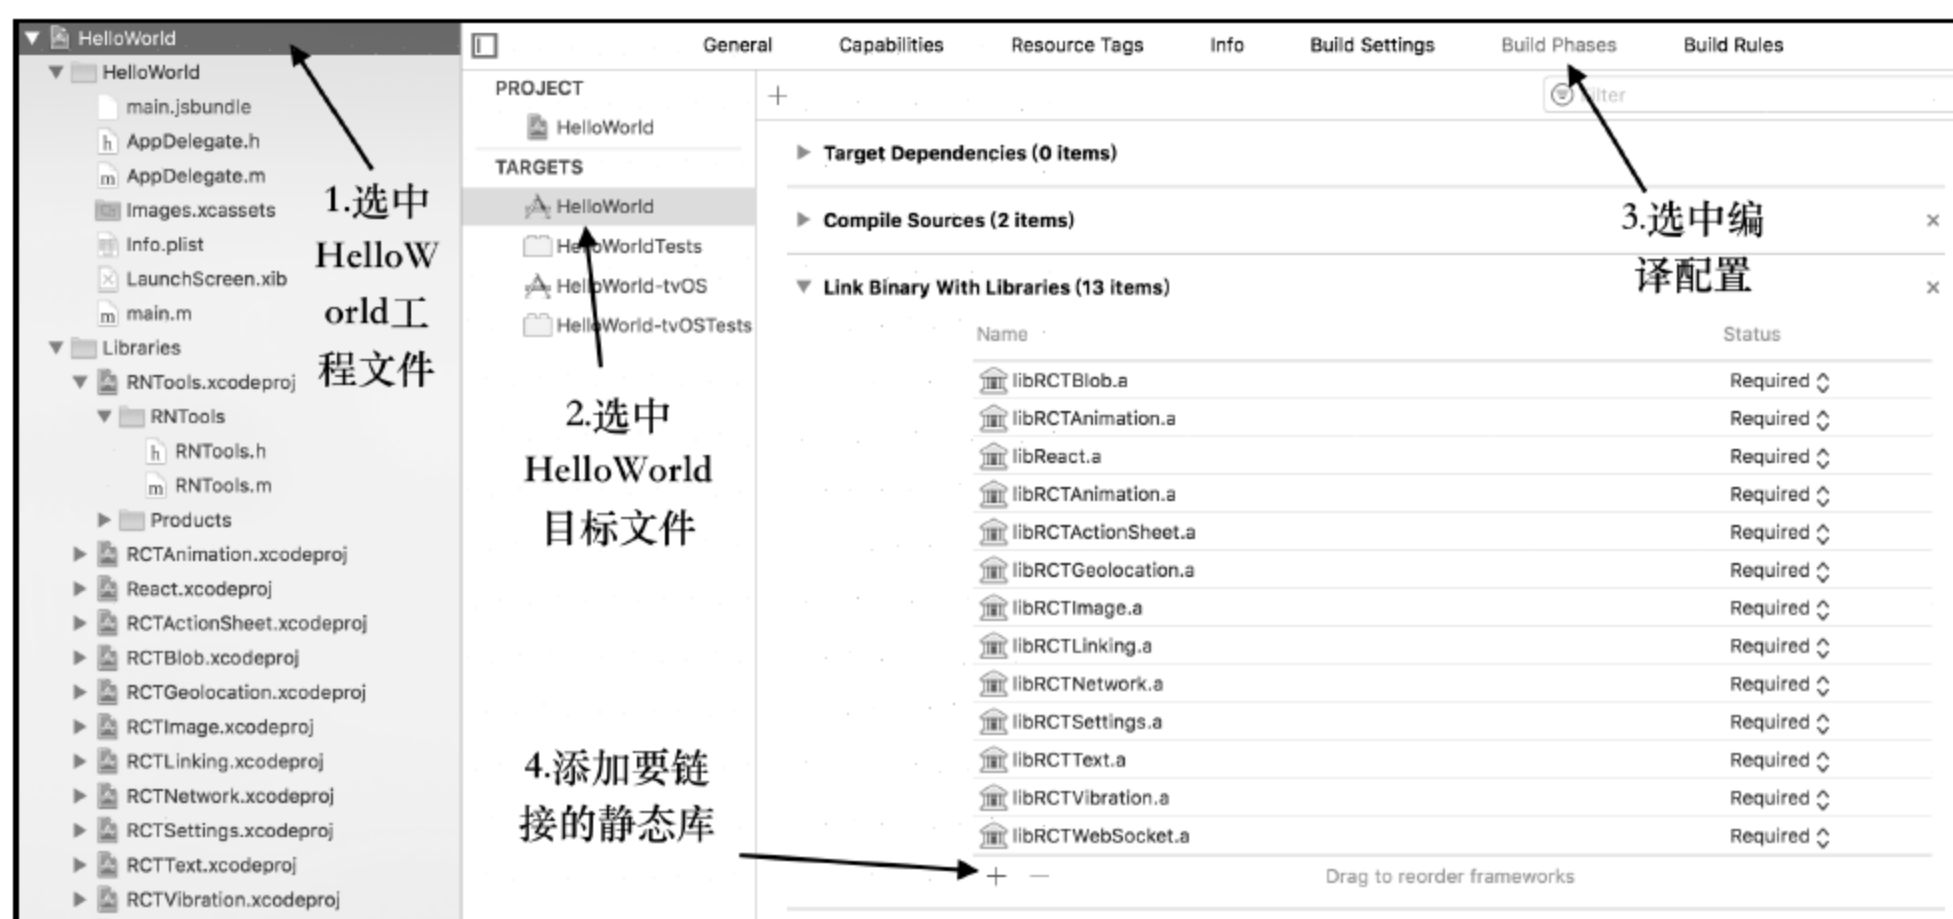 HelloWorld
HelloWorld
main.jsbundle
AppDelegate.h
AppDelegate.m
Images.xcassets
Info.plist
LaunchScreen.xib
main.m
Libraries
RNTools.xcodeproj
RNTools
RNTools.h
RNTools.m
Products
RCTAnimation.xcodeproj
React.xcodeproj
RCTActionSheet.xcodeproj
RCTBlob.xcodeproj
RCTGeolocation.xcodeproj
RCTImage.xcodeproj
RCTLinking.xcodeproj
RCTNetwork.xcodeproj
RCTSettings.xcodeproj
RCTText.xcodeproj
RCTVibration.xcodeproj
1.选中
HelloW
orld工
程文件
General Capabilities Resource Tags Info Build Settings Build Phases Build Rules
PROJECT
HelloWorld
TARGETS
HelloWorld
HelloWorldTests
HelloWorld-tvOS
HelloWorld-tvOSTests
2.选中
HelloWorld
目标文件
Filter
Target Dependencies (0 items)
Compile Sources (2 items)
3.选中编
译配置
Link Binary With Libraries (13 items)
Name Status
libRCTBlob.a Required
libRCTAnimation.a Required
libReact.a Required
libRCTAnimation.a Required
libRCTActionSheet.a Required
libRCTGeolocation.a Required
libRCTImage.a Required
libRCTLinking.a Required
libRCTNetwork.a Required
libRCTSettings.a Required
libRCTText.a Required
libRCTVibration.a Required
libRCTWebSocket.a Required
4.添加要链
接的静态库
Drag to reorder frameworks